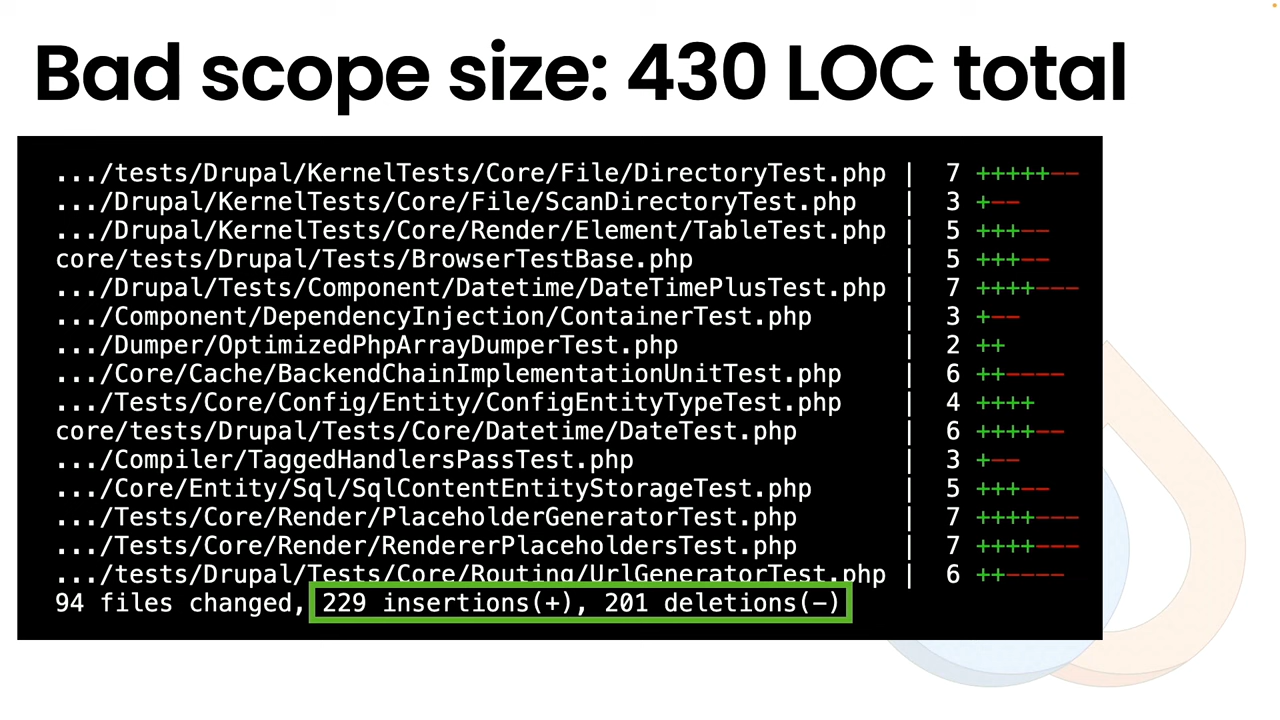 Bad scope size: 430 LOC total
.../tests/Drupal/KernelTests/Core/File/DirectoryTest.php | 7 +++++--
.../Drupal/KernelTests/Core/File/ScanDirectoryTest.php | 3 +--
.../Drupal/KernelTests/Core/Render/Element/TableTest.php | 5 +++--
core/tests/Drupal/Tests/BrowserTestBase.php | 5 +++--
.../Drupal/Tests/Component/Datetime/DateTimePlusTest.php | 7 ++++---
.../Component/DependencyInjection/ContainerTest.php | 3 +--
.../Dumper/OptimizedPhpArrayDumperTest.php | 2 ++
.../Core/Cache/BackendChainImplementationUnitTest.php | 6 ++----
.../Tests/Core/Config/Entity/ConfigEntityTypeTest.php | 4 ++++
core/tests/Drupal/Tests/Core/Datetime/DateTest.php | 6 ++++--
.../Compiler/TaggedHandlersPassTest.php | 3 +--
.../Core/Entity/Sql/SqlContentEntityStorageTest.php | 5 +++--
.../Tests/Core/Render/PlaceholderGeneratorTest.php | 7 ++++---
.../Tests/Core/Render/RendererPlaceholdersTest.php | 7 ++++---
.../tests/Drupal/Tests/Core/Routing/UrlGeneratorTest.php | 6 ++----
94 files changed, 229 insertions(+), 201 deletions(-)